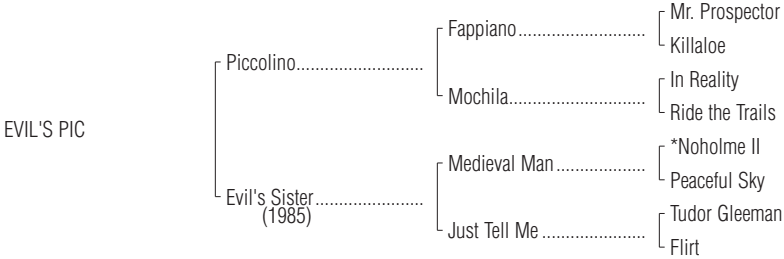 Mr. Prospector
Fappiano..........................
Killaloe
Piccolino..........................
In Reality
Mochila............................
Ride the Trails
EVIL'S PIC
*Noholme II
Medieval Man..................
Peaceful Sky
Evil's Sister......................
(1985)
Tudor Gleeman
Just Tell Me.....................
Flirt